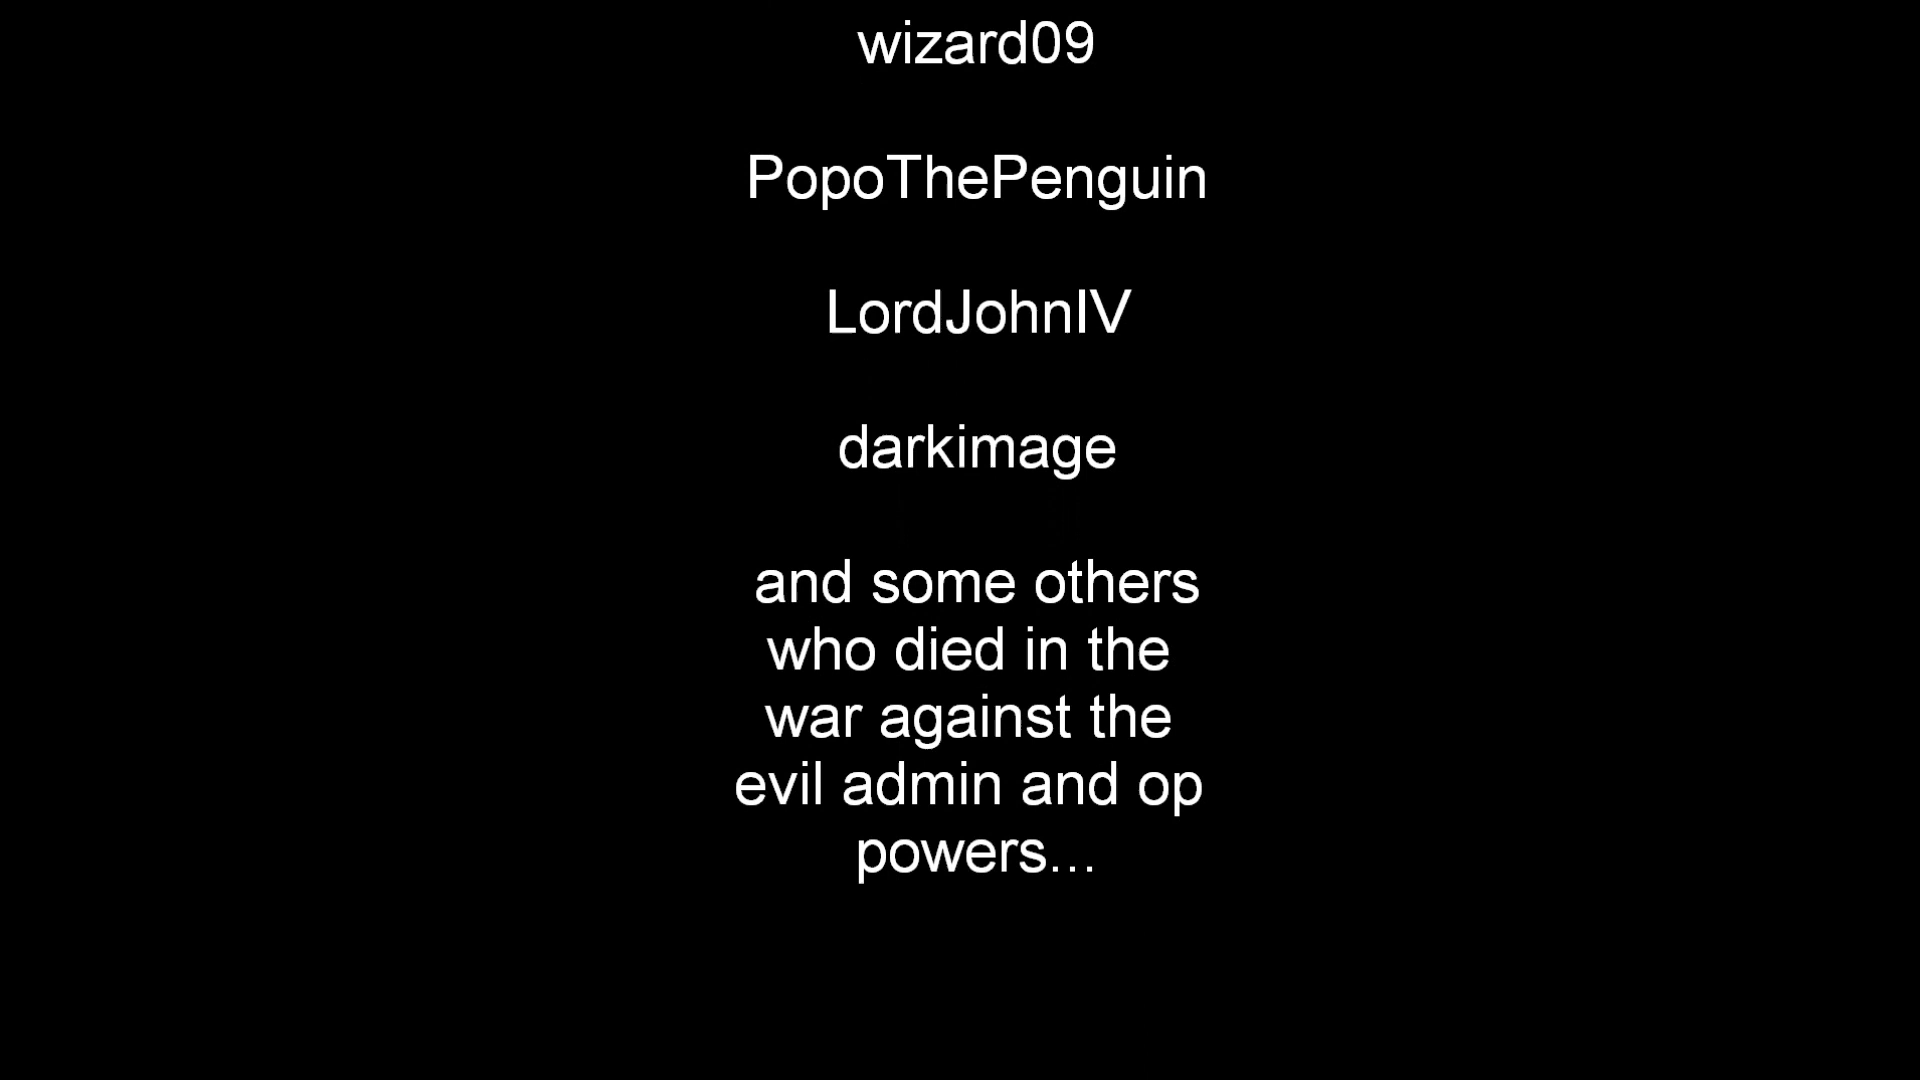 wizard09
PopoThePenguin
LordJohnIV
darkimage
and some others
who died in the
war against the
evil admin and op
powers...